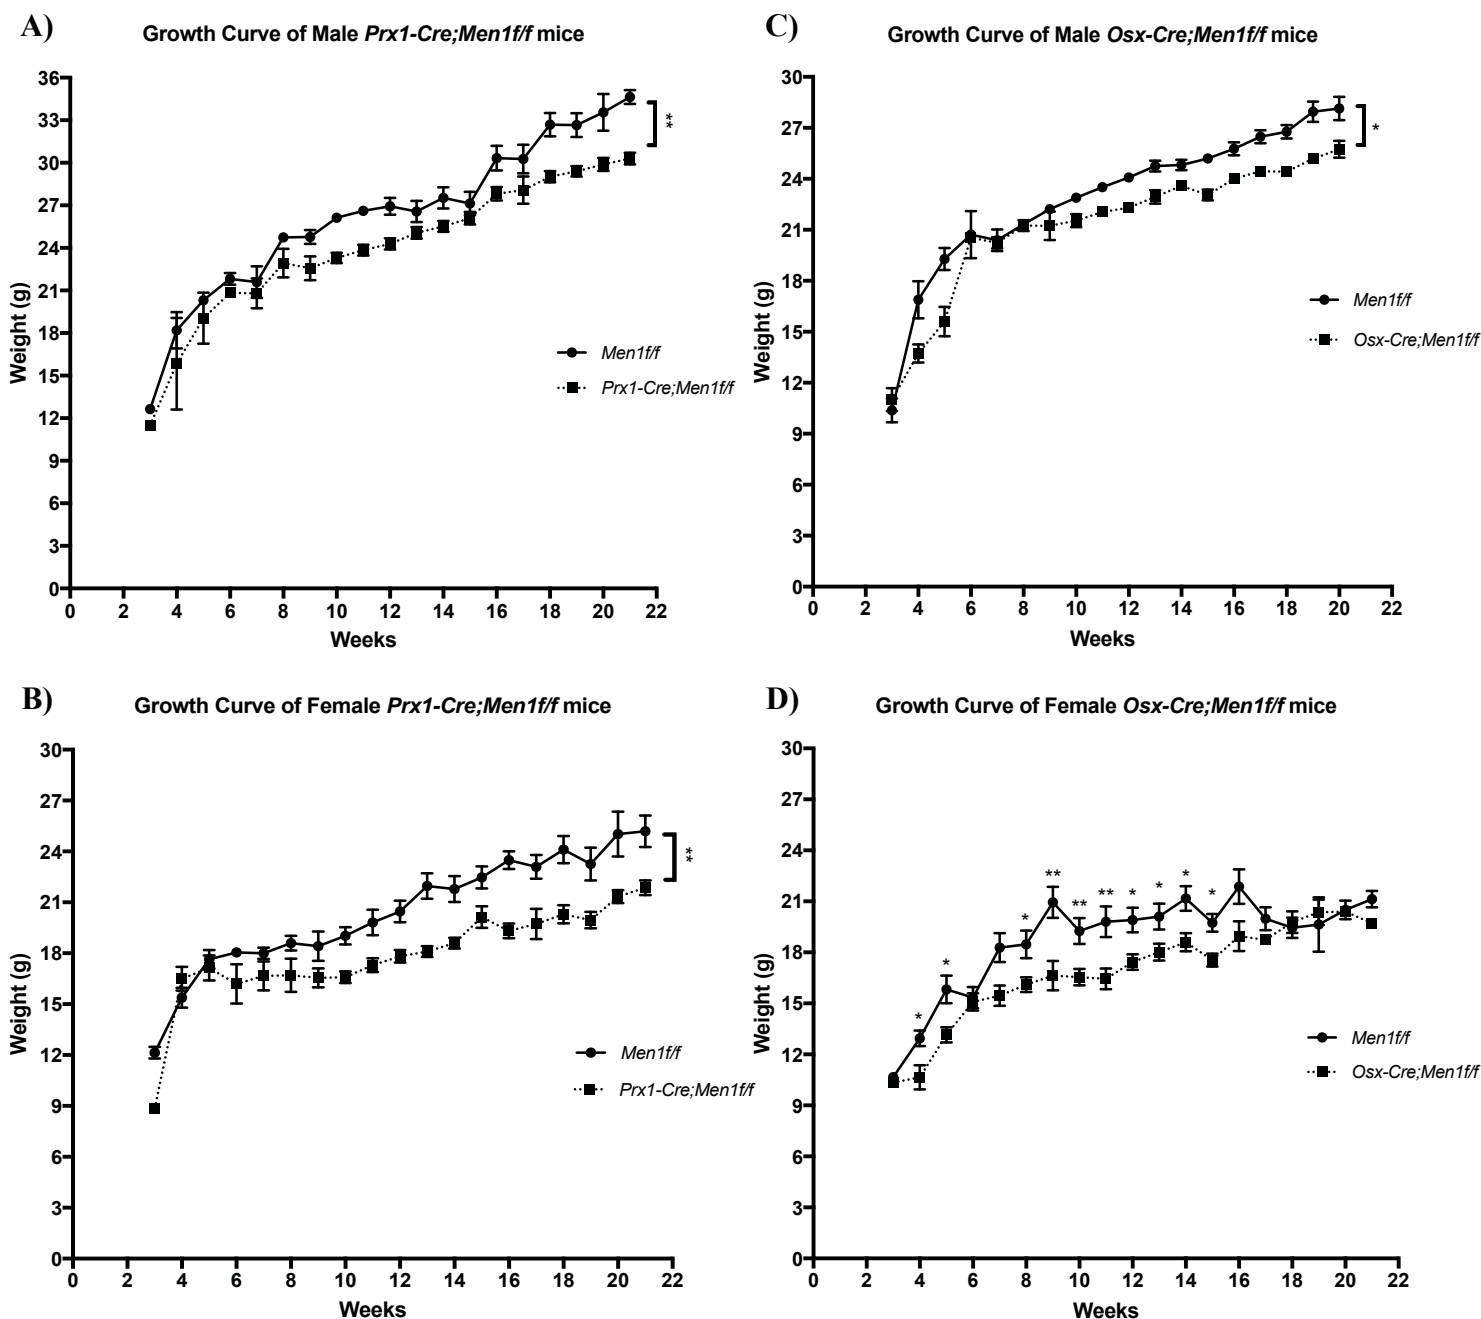 A)
Growth Curve of Male Prx1-Cre;Men1f/f mice
36
33
30
27
24
21
18
15
12
9
6
3
0
Weight (g)
**
Men1f/f
Prx1-Cre;Men1f/f
0 2 4 6 8 10 12 14 16 18 20 22
Weeks
C)
Growth Curve of Male Osx-Cre;Men1f/f mice
30
27
24
21
18
15
12
9
6
3
0
Weight (g)
*
Men1f/f
Osx-Cre;Men1f/f
0 2 4 6 8 10 12 14 16 18 20 22
Weeks
B)
Growth Curve of Female Prx1-Cre;Men1f/f mice
30
27
24
21
18
15
12
9
6
3
0
Weight (g)
**
Men1f/f
Prx1-Cre;Men1f/f
0 2 4 6 8 10 12 14 16 18 20 22
Weeks
D)
Growth Curve of Female Osx-Cre;Men1f/f mice
30
27
24
21
18
15
12
9
6
3
0
Weight (g)
* * * ** ** ** * * * *
Men1f/f
Osx-Cre;Men1f/f
0 2 4 6 8 10 12 14 16 18 20 22
Weeks